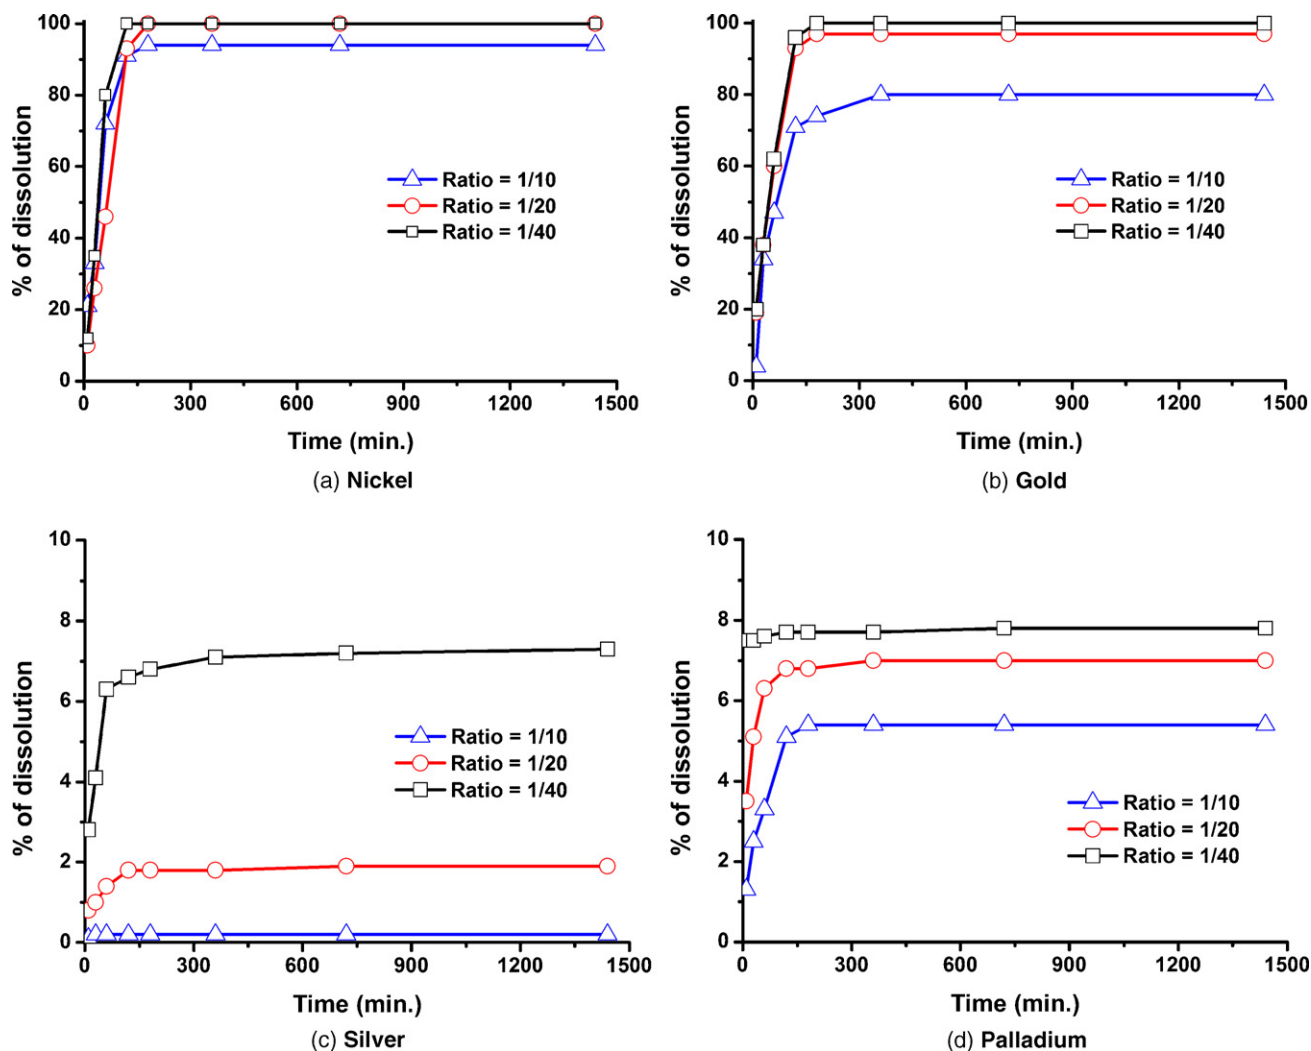 100
80
60
40
20
0
% of dissolution
Ratio = 1/10
Ratio = 1/20
Ratio = 1/40
0 300 600 900 1200 1500
Time (min.)
(a) Nickel
100
80
60
40
20
0
% of dissolution
Ratio = 1/10
Ratio = 1/20
Ratio = 1/40
0 300 600 900 1200 1500
Time (min.)
(b) Gold
10
8
6
4
2
0
% of dissolution
Ratio = 1/10
Ratio = 1/20
Ratio = 1/40
0 300 600 900 1200 1500
Time (min.)
(c) Silver
10
8
6
4
2
0
% of dissolution
Ratio = 1/10
Ratio = 1/20
Ratio = 1/40
0 300 600 900 1200 1500
Time (min.)
(d) Palladium